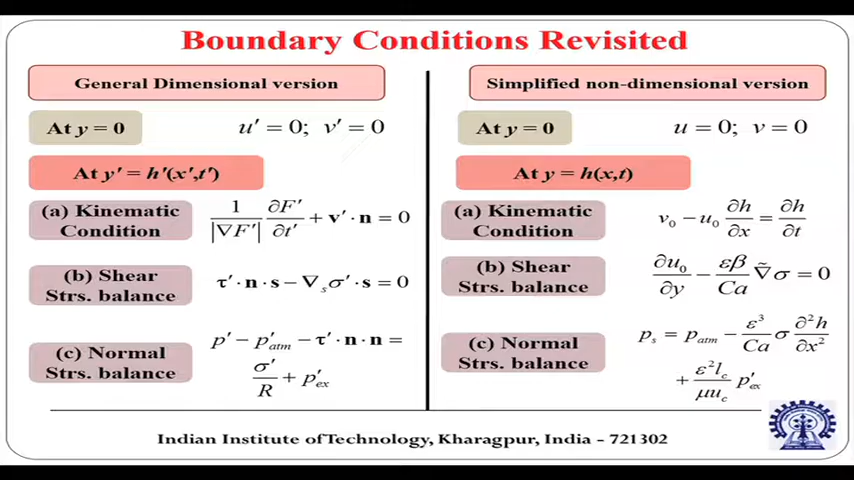 Boundary Conditions Revisited
General Dimensional version
At y = 0
u′ = 0; v′ = 0
At y′ = h′(x′,t′)
(a) Kinematic
Condition
1/|∇F′| ∂F′/∂t′ + v′ · n = 0
(b) Shear
Strs. balance
τ′ · n · s − ∇ₛσ′ · s = 0
(c) Normal
Strs. balance
p′ − p′ₐₜₘ − τ′ · n · n =
σ′/R + p′ₑₓ
Simplified non-dimensional version
At y = 0
u = 0; v = 0
At y = h(x,t)
(a) Kinematic
Condition
v₀ − u₀ ∂h/∂x = ∂h/∂t
(b) Shear
Strs. balance
∂u₀/∂y − εβ/Ca ∇̃σ = 0
(c) Normal
Strs. balance
pₛ = pₐₜₘ − ε³/Ca σ ∂²h/∂x²
+ ε²l_c/μu_c p′ₑₓ
Indian Institute of Technology, Kharagpur, India - 721302